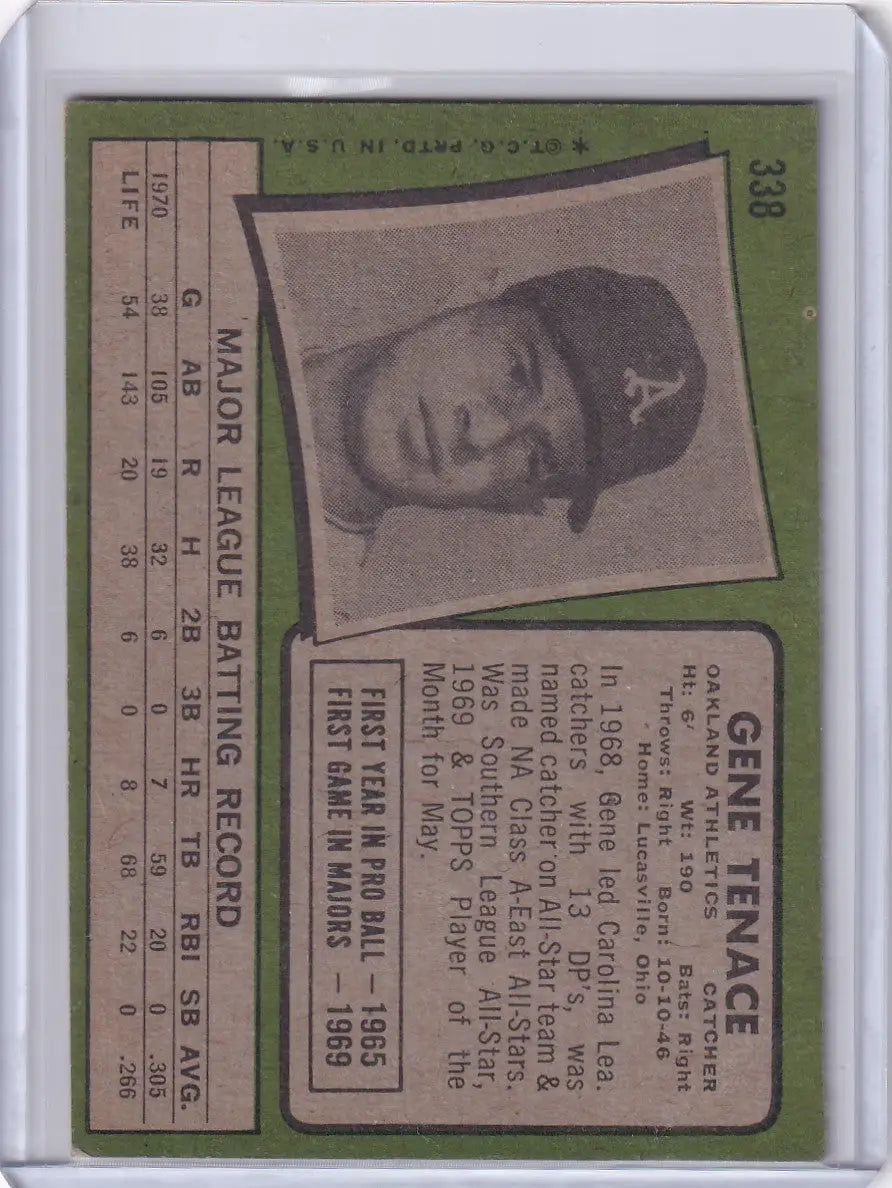 338
* ©T.C.G. PRTD. IN U.S.A.
A
GENE TENACE
OAKLAND ATHLETICS CATCHER
Ht: 6' Wt: 190 Bats: Right
Throws: Right Born: 10-10-46
Home: Lucasville, Ohio
In 1968, Gene led Carolina Lea.
catchers with 13 DP's, was
named catcher on All-Star team &
made NA Class A-East All-Stars.
Was Southern League All-Star,
1969 & TOPPS Player of the
Month for May.
FIRST YEAR IN PRO BALL — 1965
FIRST GAME IN MAJORS — 1969
MAJOR LEAGUE BATTING RECORD
G AB R H 2B 3B HR TB RBI SB AVG.
1970 38 105 19 32 6 0 7 59 20 0 .305
LIFE 54 143 20 38 6 0 8 68 22 0 .266